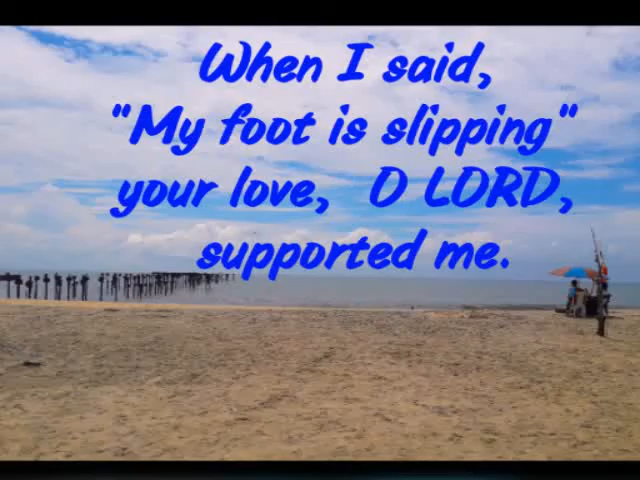 When I said,
"My foot is slipping"
your love, O LORD,
supported me.